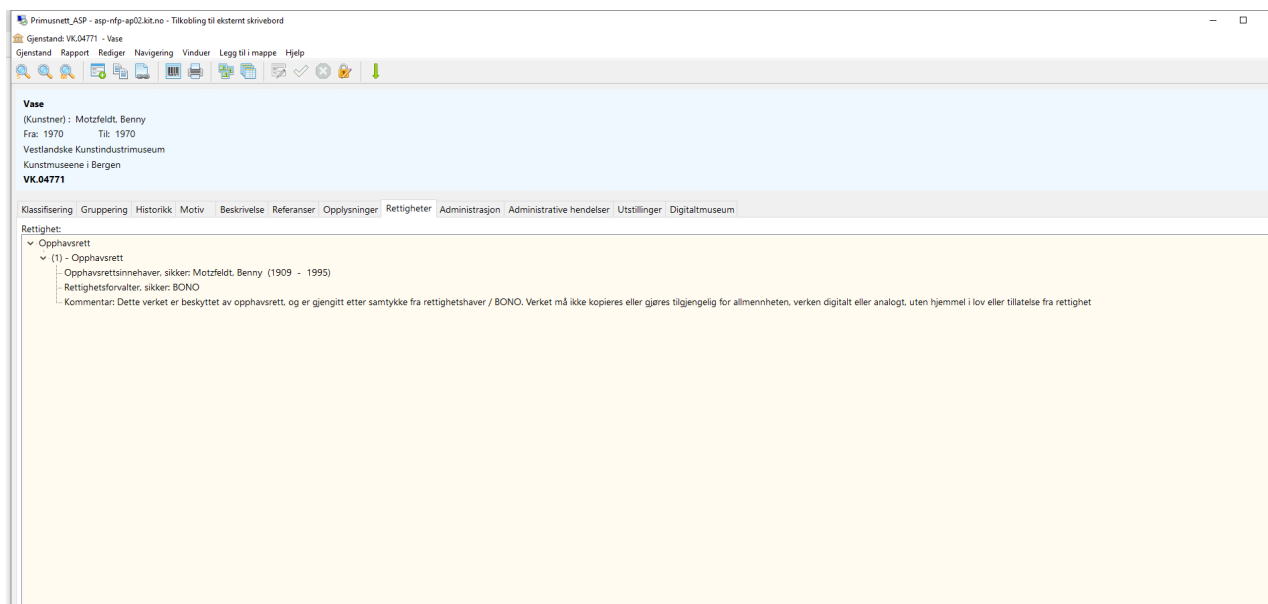 Primusnett_ASP - asp-nfp-ap02.kit.no - Tilkobling til eksternt skrivebord
Gjenstand: VK.04771 - Vase
Gjenstand Rapport Rediger Navigering Vinduer Legg til i mappe Hjelp
Vase
(Kunstner) : Motzfeldt, Benny
Fra: 1970 Til: 1970
Vestlandske Kunstindustrimuseum
Kunstmuseene i Bergen
VK.04771
Klassifisering Gruppering Historikk Motiv Beskrivelse Referanser Opplysninger Rettigheter Administrasjon Administrative hendelser Utstillinger Digitaltmuseum
Rettighet:
Opphavsrett
(1) - Opphavsrett
Opphavsrettsinnehaver, sikker: Motzfeldt, Benny (1909 - 1995)
Rettighetsforvalter, sikker: BONO
Kommentar: Dette verket er beskyttet av opphavsrett, og er gjengitt etter samtykke fra rettighetshaver / BONO. Verket må ikke kopieres eller gjøres tilgjengelig for allmennheten, verken digitalt eller analogt, uten hjemmel i lov eller tillatelse fra rettighet